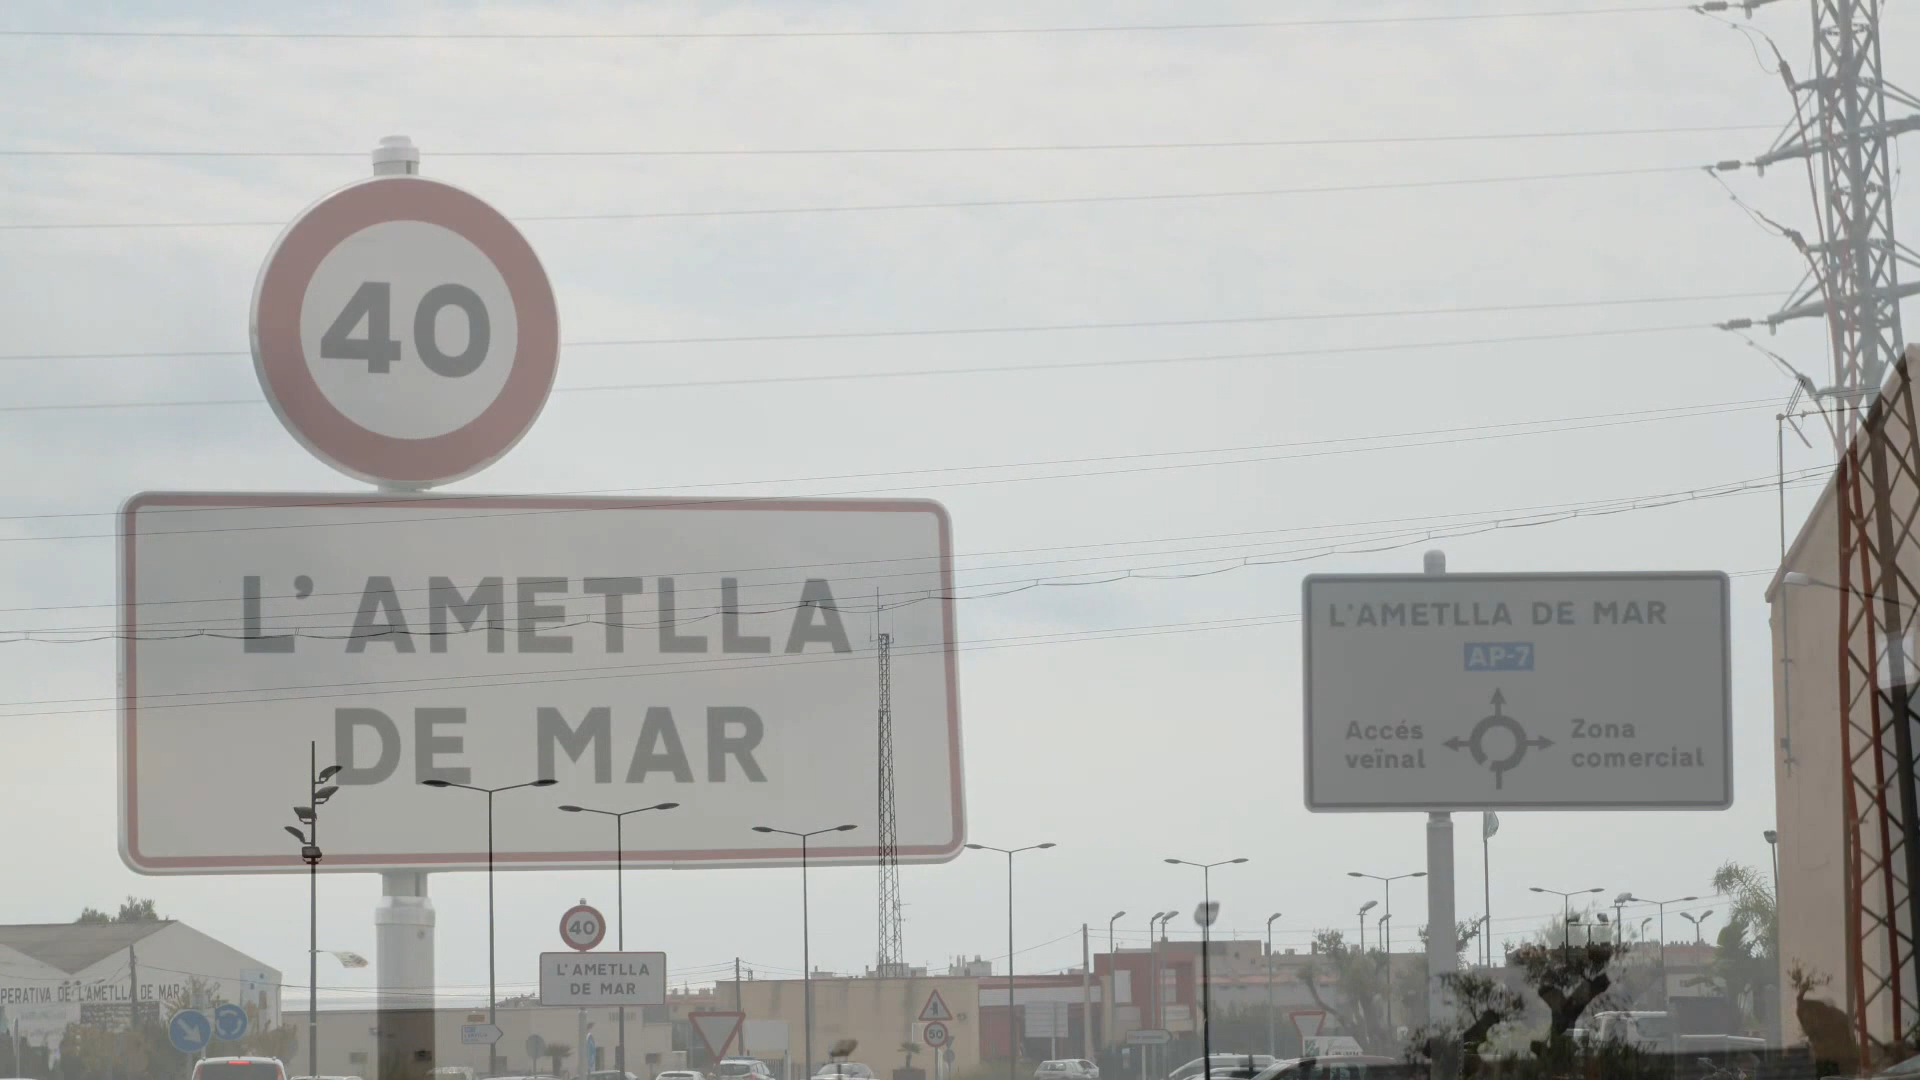 40
L'AMETLLA
DE MAR
L'AMETLLA DE MAR
AP-7
Accés
veïnal
Zona
comercial
40
L'AMETLLA
DE MAR
PERATIVA DE L'AMETLLA DE MAR
50